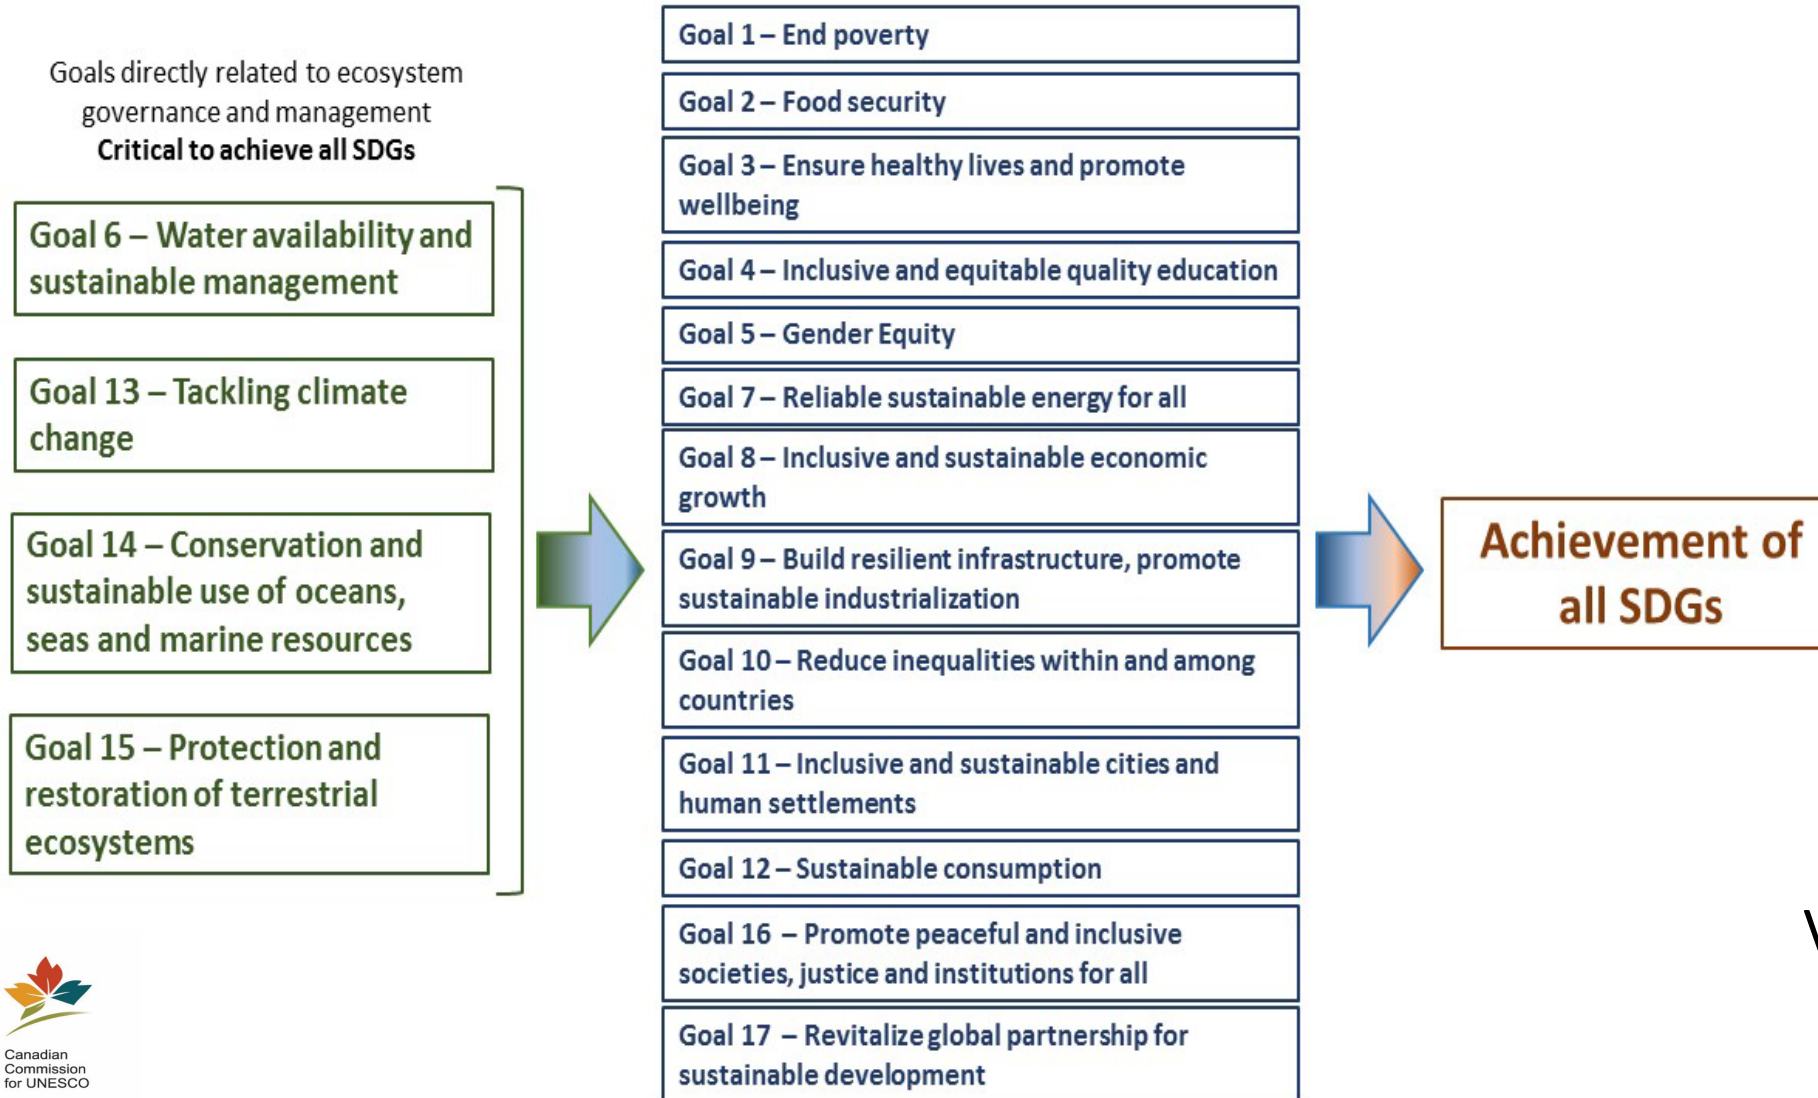 Goals directly related to ecosystem
governance and management
Critical to achieve all SDGs
Goal 6 – Water availability and
sustainable management
Goal 13 – Tackling climate
change
Goal 14 – Conservation and
sustainable use of oceans,
seas and marine resources
Goal 15 – Protection and
restoration of terrestrial
ecosystems
Goal 1 – End poverty
Goal 2 – Food security
Goal 3 – Ensure healthy lives and promote
wellbeing
Goal 4 – Inclusive and equitable quality education
Goal 5 – Gender Equity
Goal 7 – Reliable sustainable energy for all
Goal 8 – Inclusive and sustainable economic
growth
Goal 9 – Build resilient infrastructure, promote
sustainable industrialization
Goal 10 – Reduce inequalities within and among
countries
Goal 11 – Inclusive and sustainable cities and
human settlements
Goal 12 – Sustainable consumption
Goal 16 – Promote peaceful and inclusive
societies, justice and institutions for all
Goal 17 – Revitalize global partnership for
sustainable development
Achievement of
all SDGs
Canadian
Commission
for UNESCO